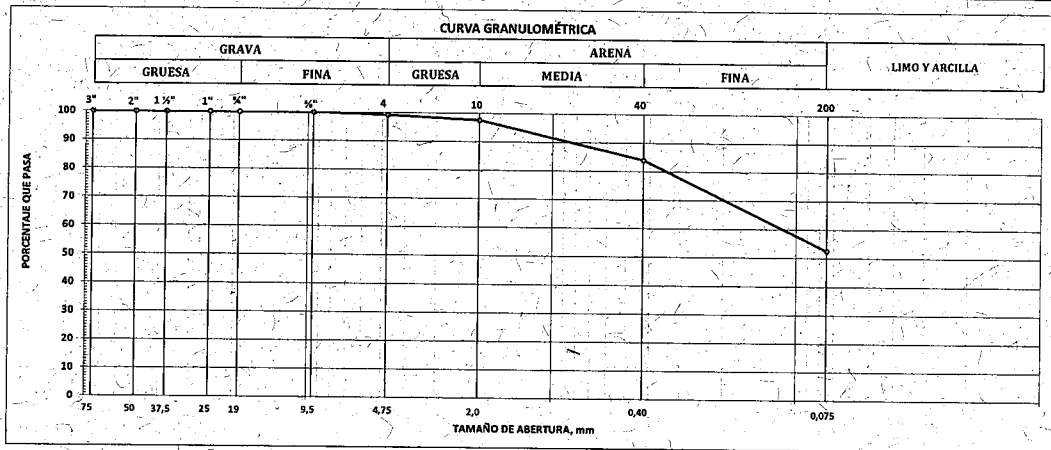 CURVA GRANULOMÉTRICA
GRAVA ARENA LIMO Y ARCILLA
GRUESA FINA GRUESA MEDIA FINA
3" 2" 1 ½" 1" ¾" ⅜" 4 10 40 200
PORCENTAJE QUE PASA
100
90
80
70
60
50
40
30
20
10
0
75 50 37,5 25 19 9,5 4,75 2,0 0,40 0,075
TAMAÑO DE ABERTURA, mm